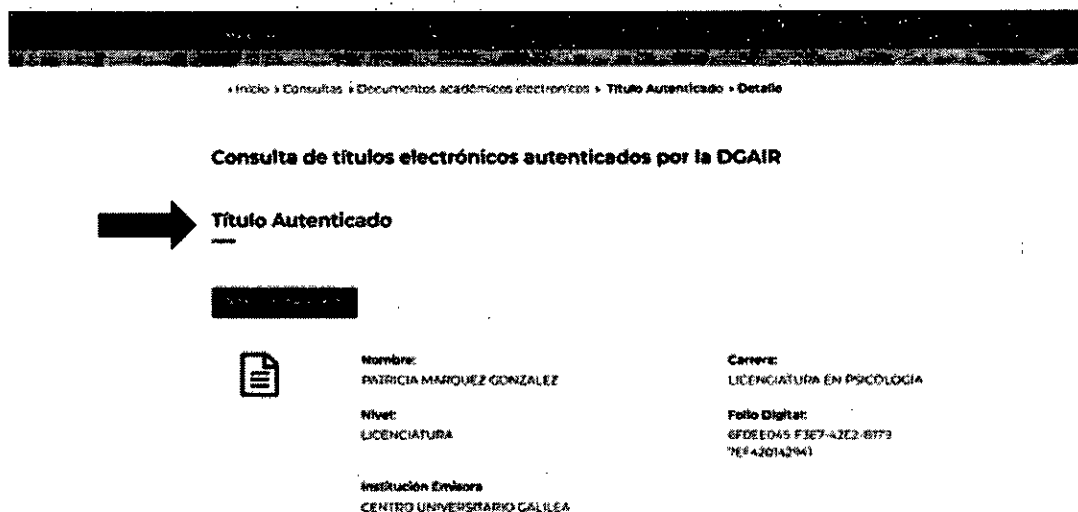 Inicio › Consultas › Documentos académicos electrónicos › Título Autenticado › Detalle
Consulta de títulos electrónicos autenticados por la DGAIR
Título Autenticado
Nombre:
PATRICIA MARQUEZ GONZALEZ
Carrera:
LICENCIATURA EN PSICOLOGÍA
Nivel:
LICENCIATURA
Folio Digital:
Institución Emisora
CENTRO UNIVERSITARIO GALILEA